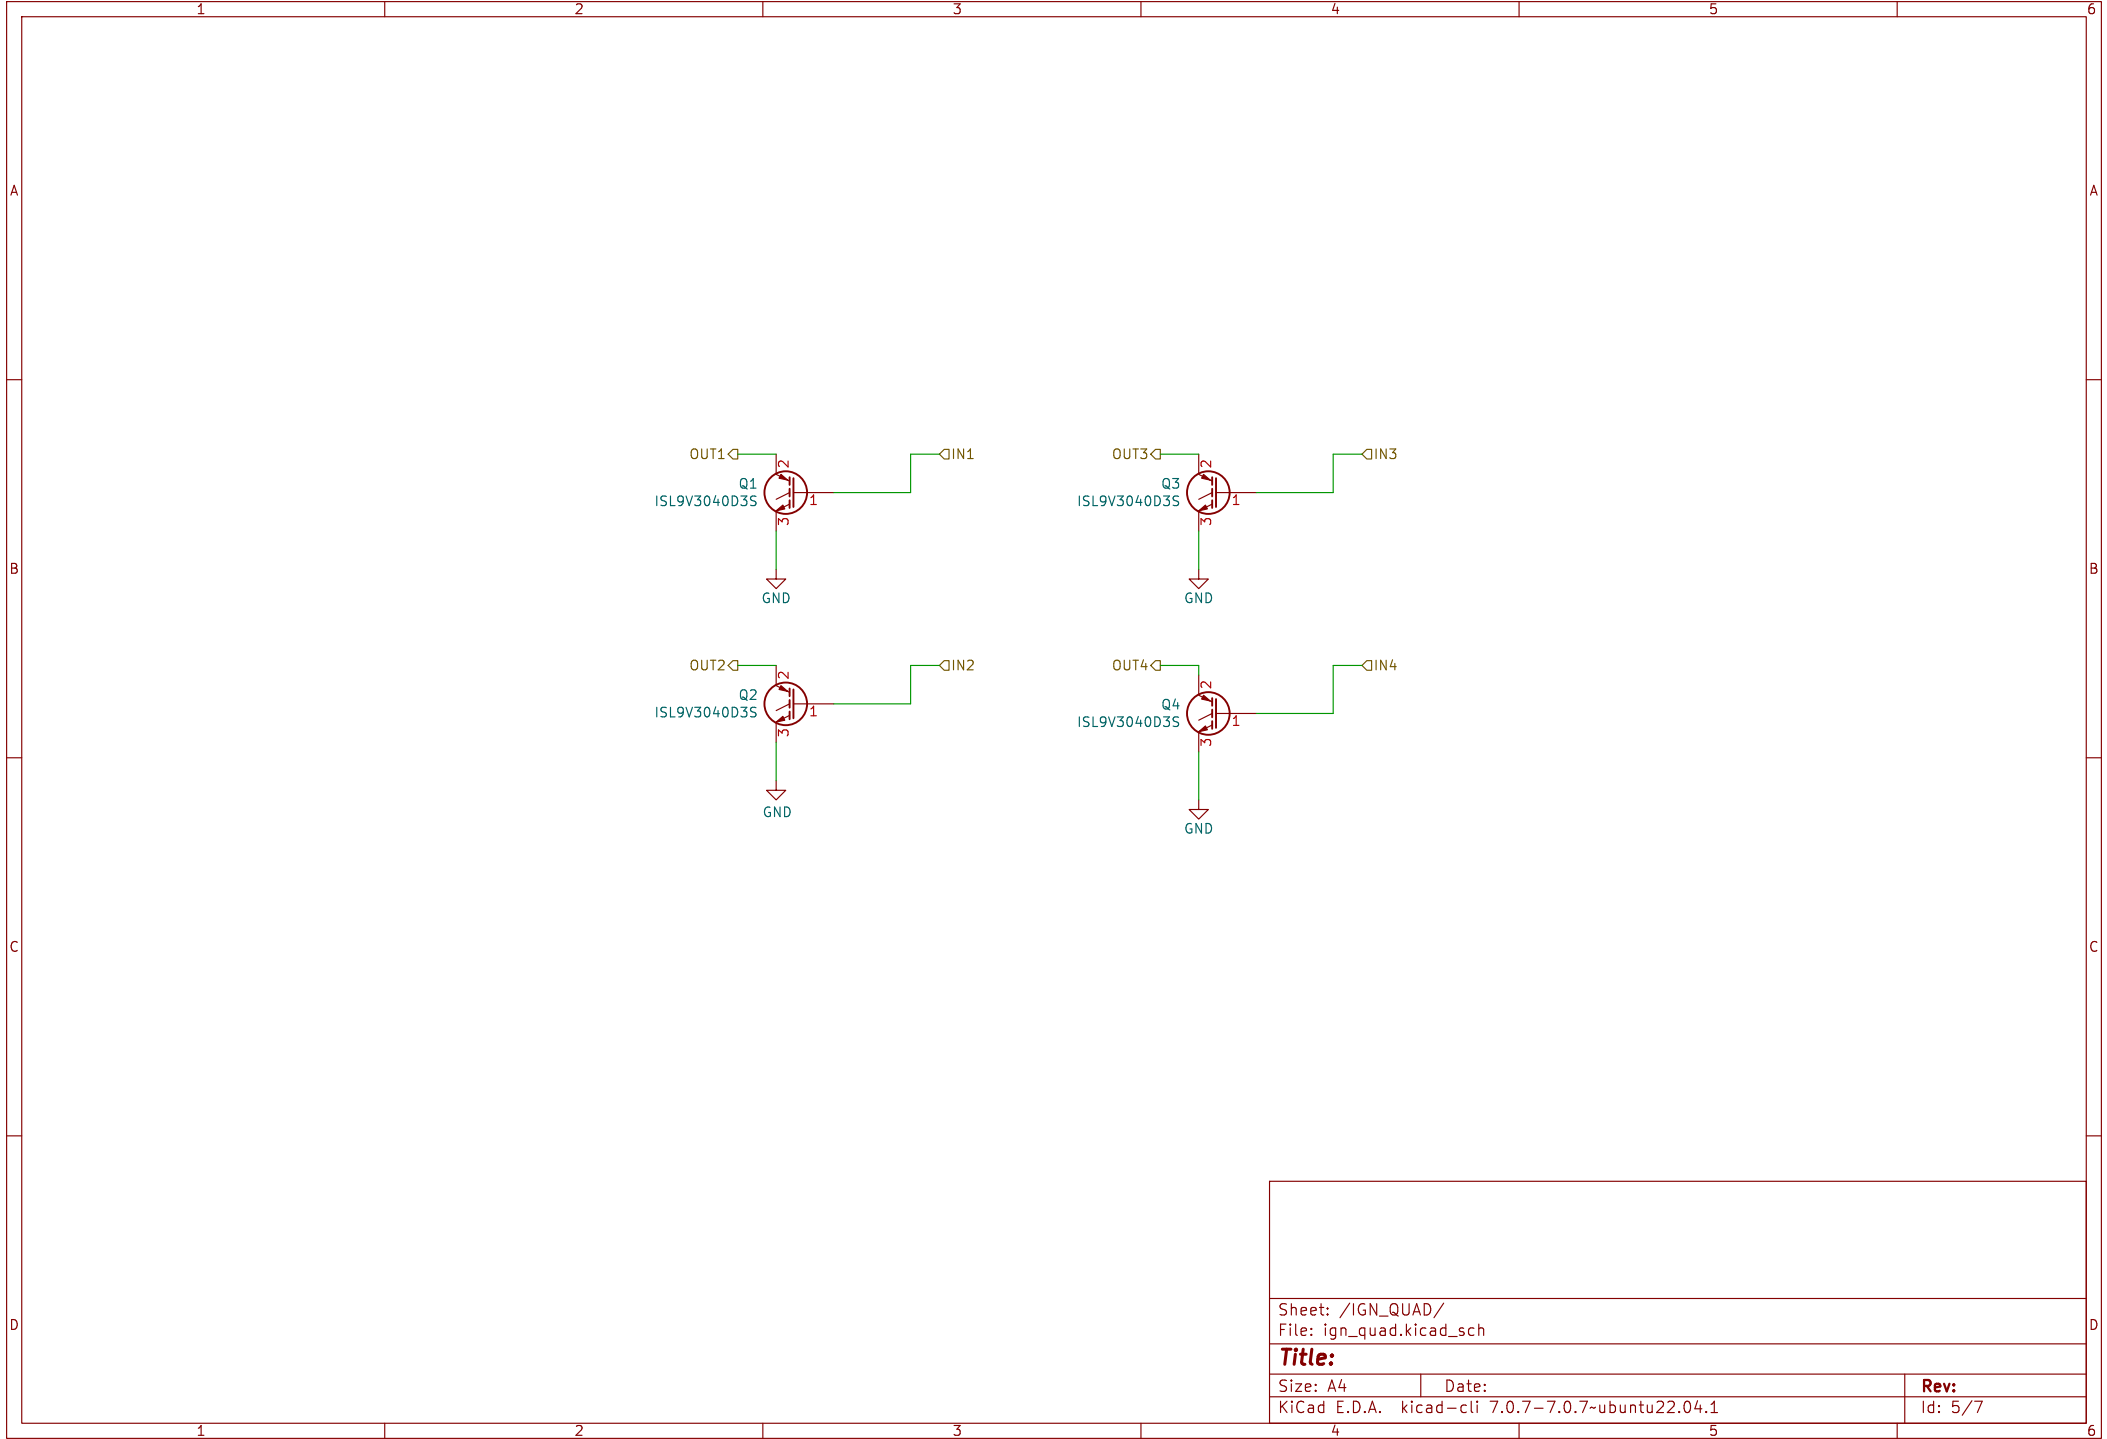 1 2 3 4 5 6
A A
OUT1 2 IN1 OUT3 2 IN3
Q1 Q3
ISL9V3040D3S 1 ISL9V3040D3S 1
3 3
B B
GND GND
OUT2 2 IN2 OUT4 2 IN4
Q2 Q4
ISL9V3040D3S 1 ISL9V3040D3S 1
3 3
GND GND
C C
Sheet: /IGN_QUAD/
File: ign_quad.kicad_sch
D D
Title:
Size: A4 Date: Rev:
KiCad E.D.A. kicad-cli 7.0.7-7.0.7~ubuntu22.04.1 Id: 5/7
1 2 3 4 5 6